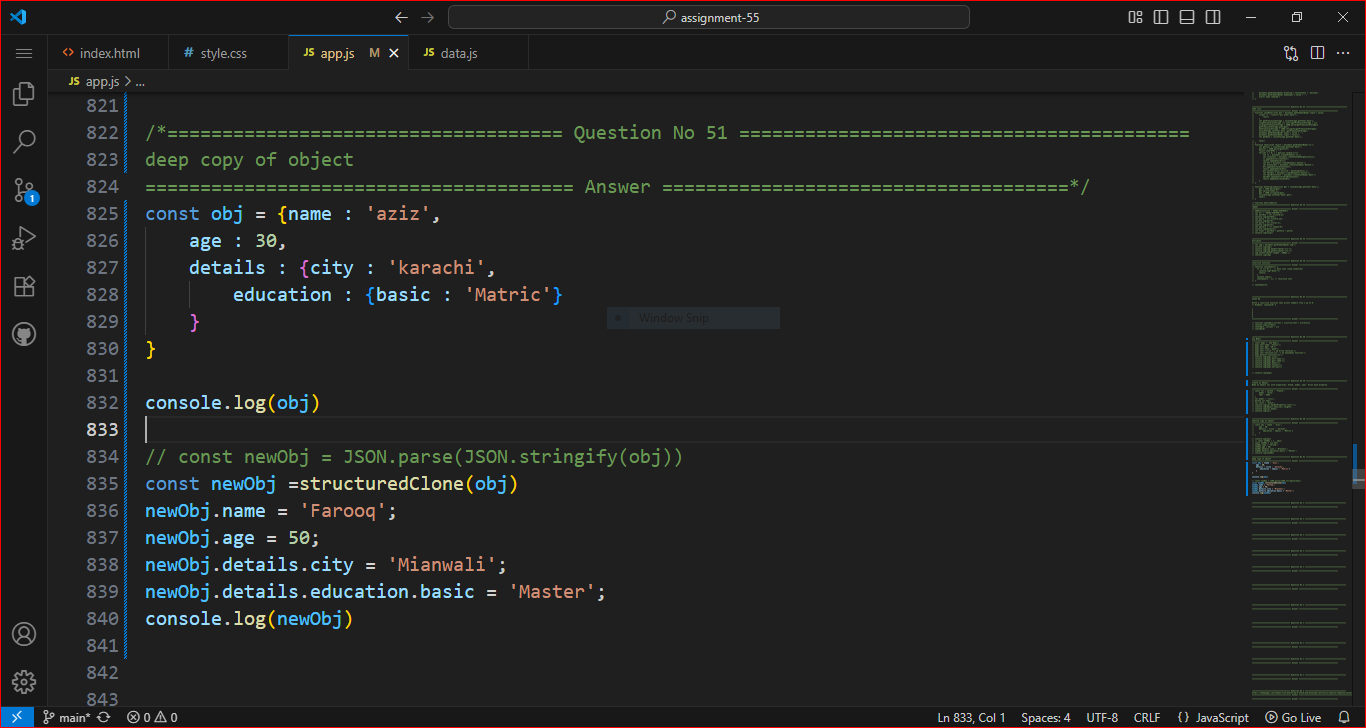 assignment-55
index.html
# style.css
JS app.js M
JS data.js
JS app.js > ...
821
822 /*==================================== Question No 51 =========================================
823 deep copy of object
824 ======================================= Answer =====================================*/
825 const obj = {name : 'aziz',
826 age : 30,
827 details : {city : 'karachi',
828 education : {basic : 'Matric'}
Window Snip
829 }
830 }
831
832 console.log(obj)
833
834 // const newObj = JSON.parse(JSON.stringify(obj))
835 const newObj =structuredClone(obj)
836 newObj.name = 'Farooq';
837 newObj.age = 50;
838 newObj.details.city = 'Mianwali';
839 newObj.details.education.basic = 'Master';
840 console.log(newObj)
841
842
843
1
main* 0 0 Ln 833, Col 1 Spaces: 4 UTF-8 CRLF {} JavaScript Go Live